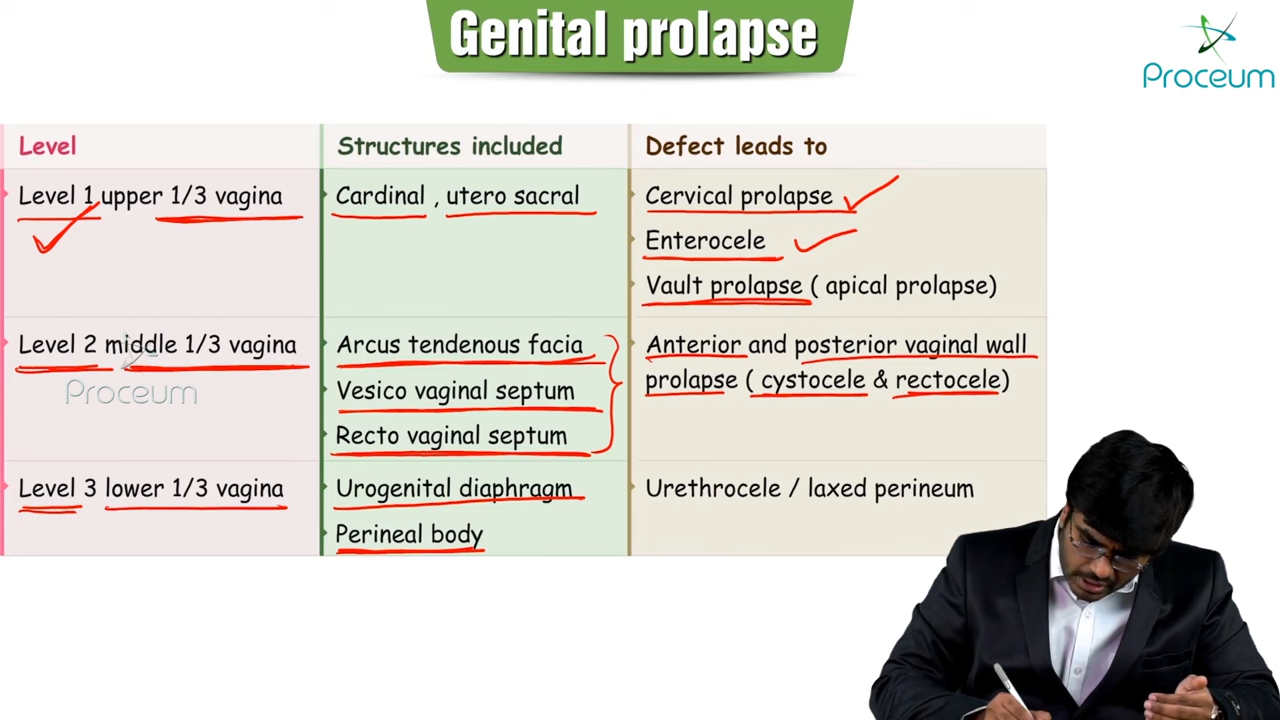 Genital prolapse
Proceum
Level
Structures included
Defect leads to
Level 1 upper 1/3 vagina
Cardinal , utero sacral
Cervical prolapse
Enterocele
Vault prolapse ( apical prolapse)
Level 2 middle 1/3 vagina
Arcus tendenous facia
Vesico vaginal septum
Recto vaginal septum
Anterior and posterior vaginal wall
prolapse ( cystocele & rectocele)
Proceum
Level 3 lower 1/3 vagina
Urogenital diaphragm
Perineal body
Urethrocele / laxed perineum